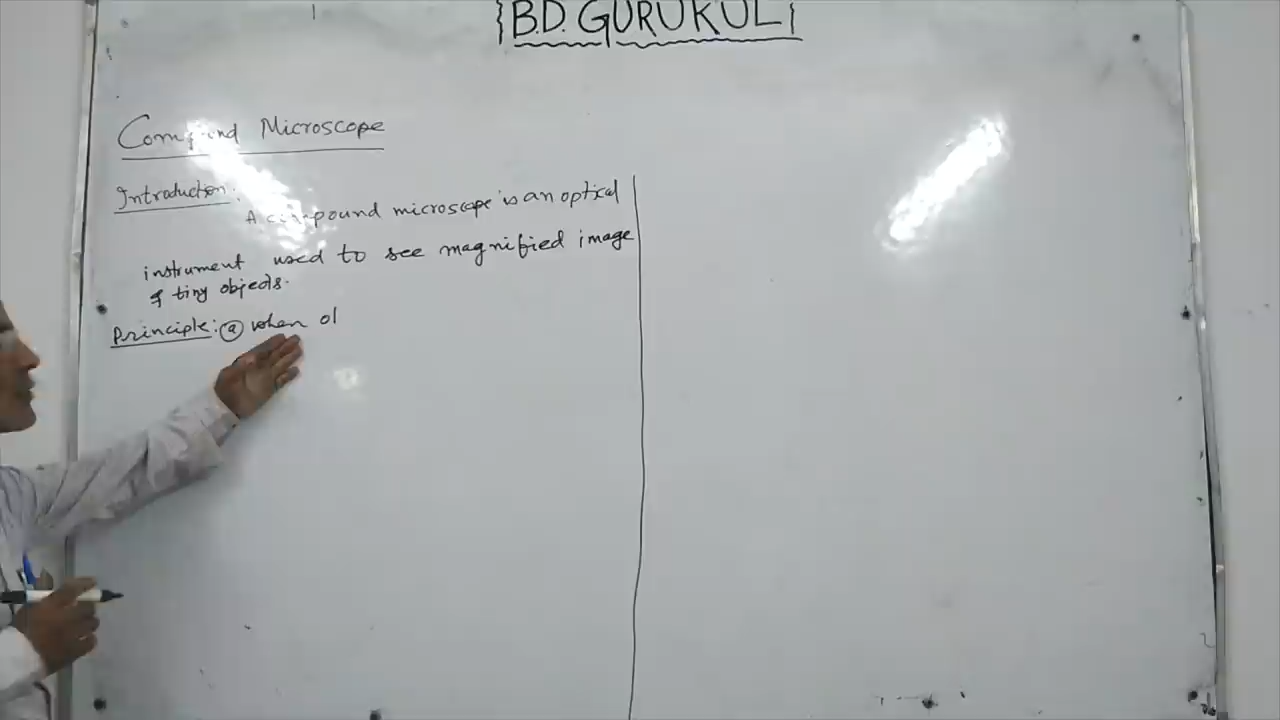 {B.D. GURUKUL}
Compound Microscope
Introduction:
A compound microscope is an optical
instrument used to see magnified image
of tiny objects.
Principle: (a) when ol